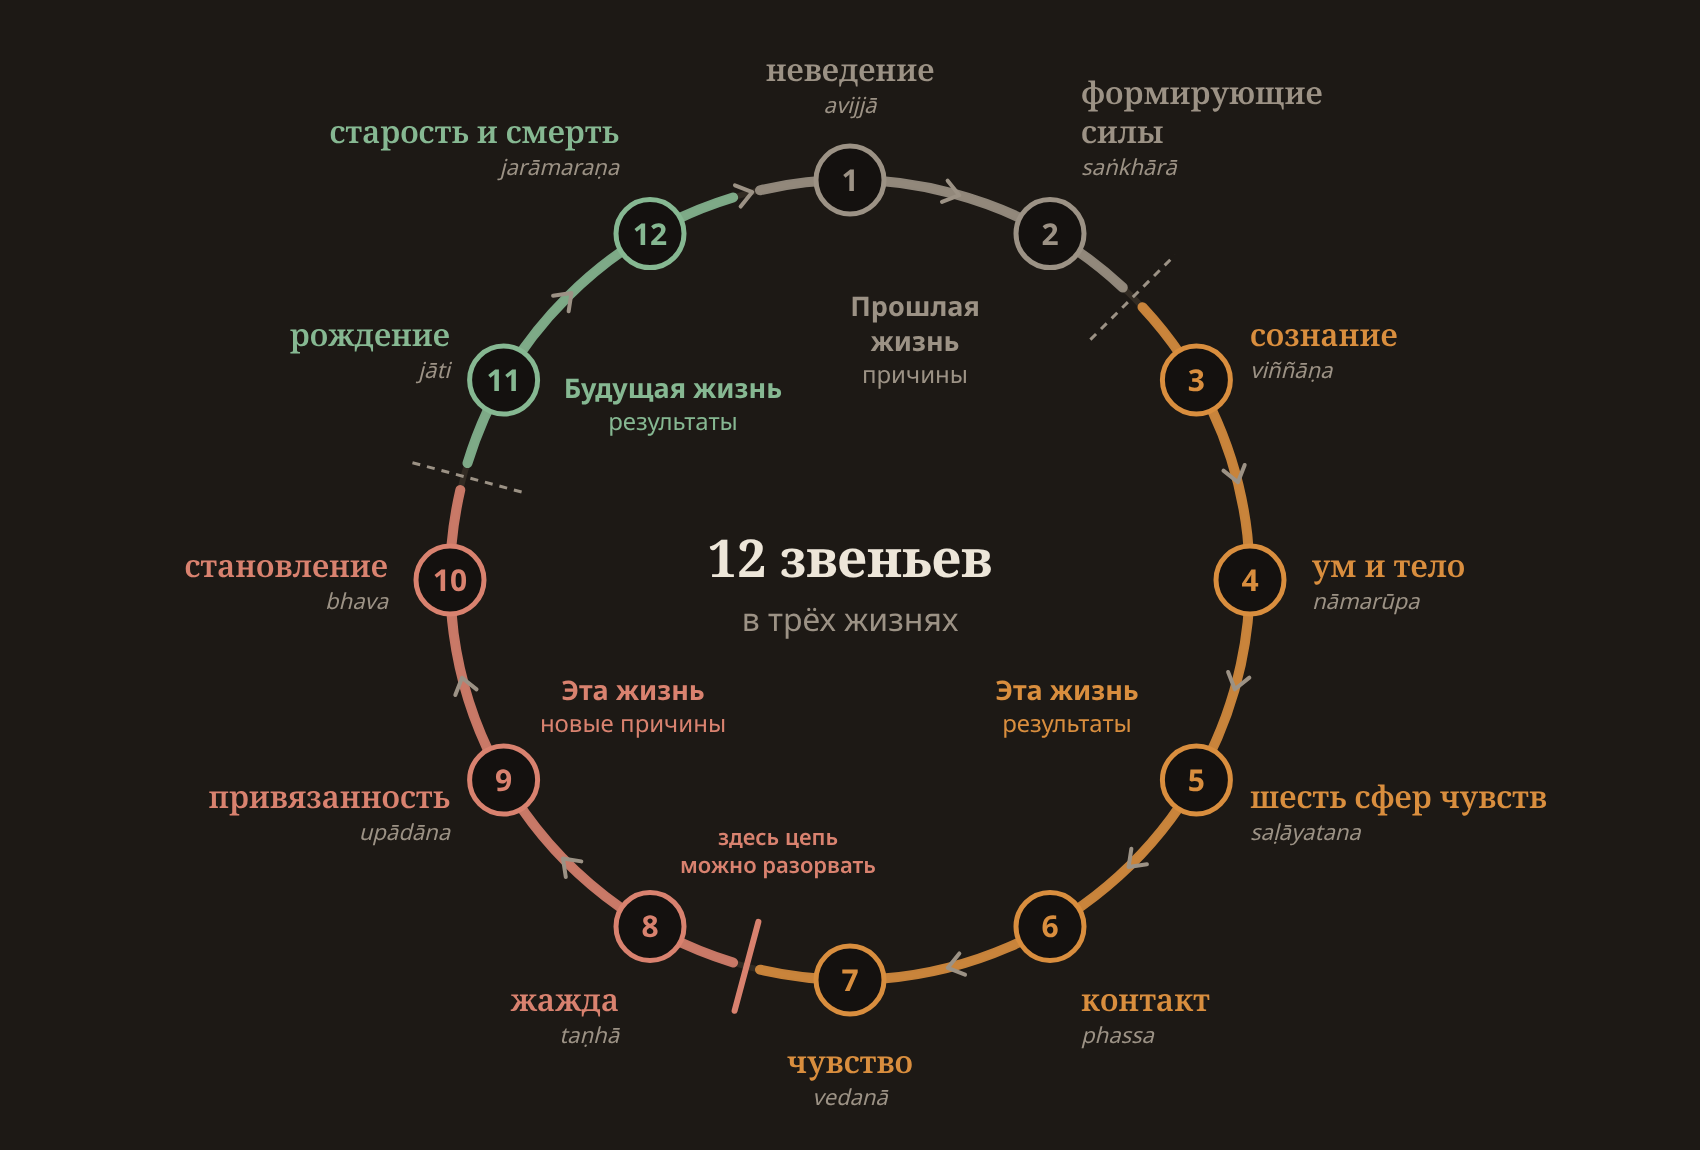 неведение
avijjā
1
формирующие
силы
saṅkhārā
2
сознание
viññāṇa
3
ум и тело
nāmarūpa
4
шесть сфер чувств
saḷāyatana
5
контакт
phassa
6
чувство
vedanā
7
жажда
taṇhā
8
привязанность
upādāna
9
становление
bhava
10
рождение
jāti
11
старость и смерть
jarāmaraṇa
12
Прошлая
жизнь
причины
Будущая жизнь
результаты
12 звеньев
в трёх жизнях
Эта жизнь
новые причины
Эта жизнь
результаты
здесь цепь
можно разорвать